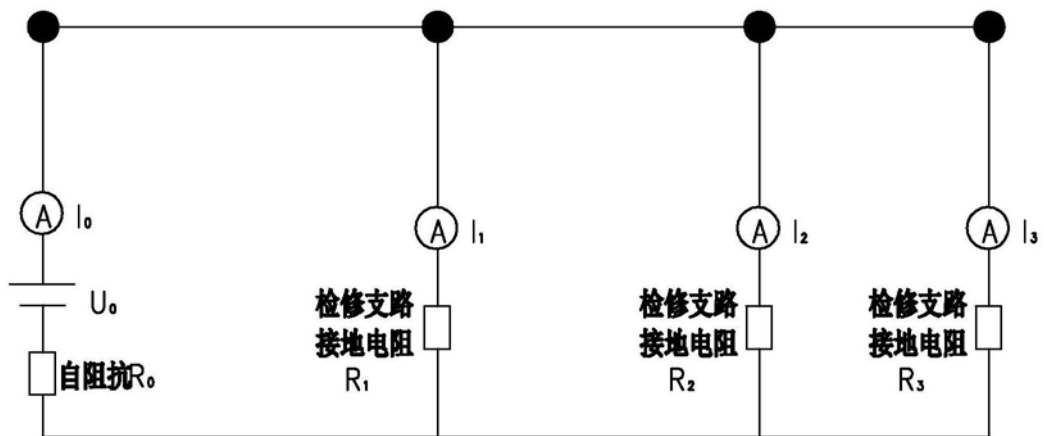 A I₀
A I₁
A I₂
A I₃
U₀
检修支路
接地电阻
R₁
检修支路
接地电阻
R₂
检修支路
接地电阻
R₃
自阻抗R₀